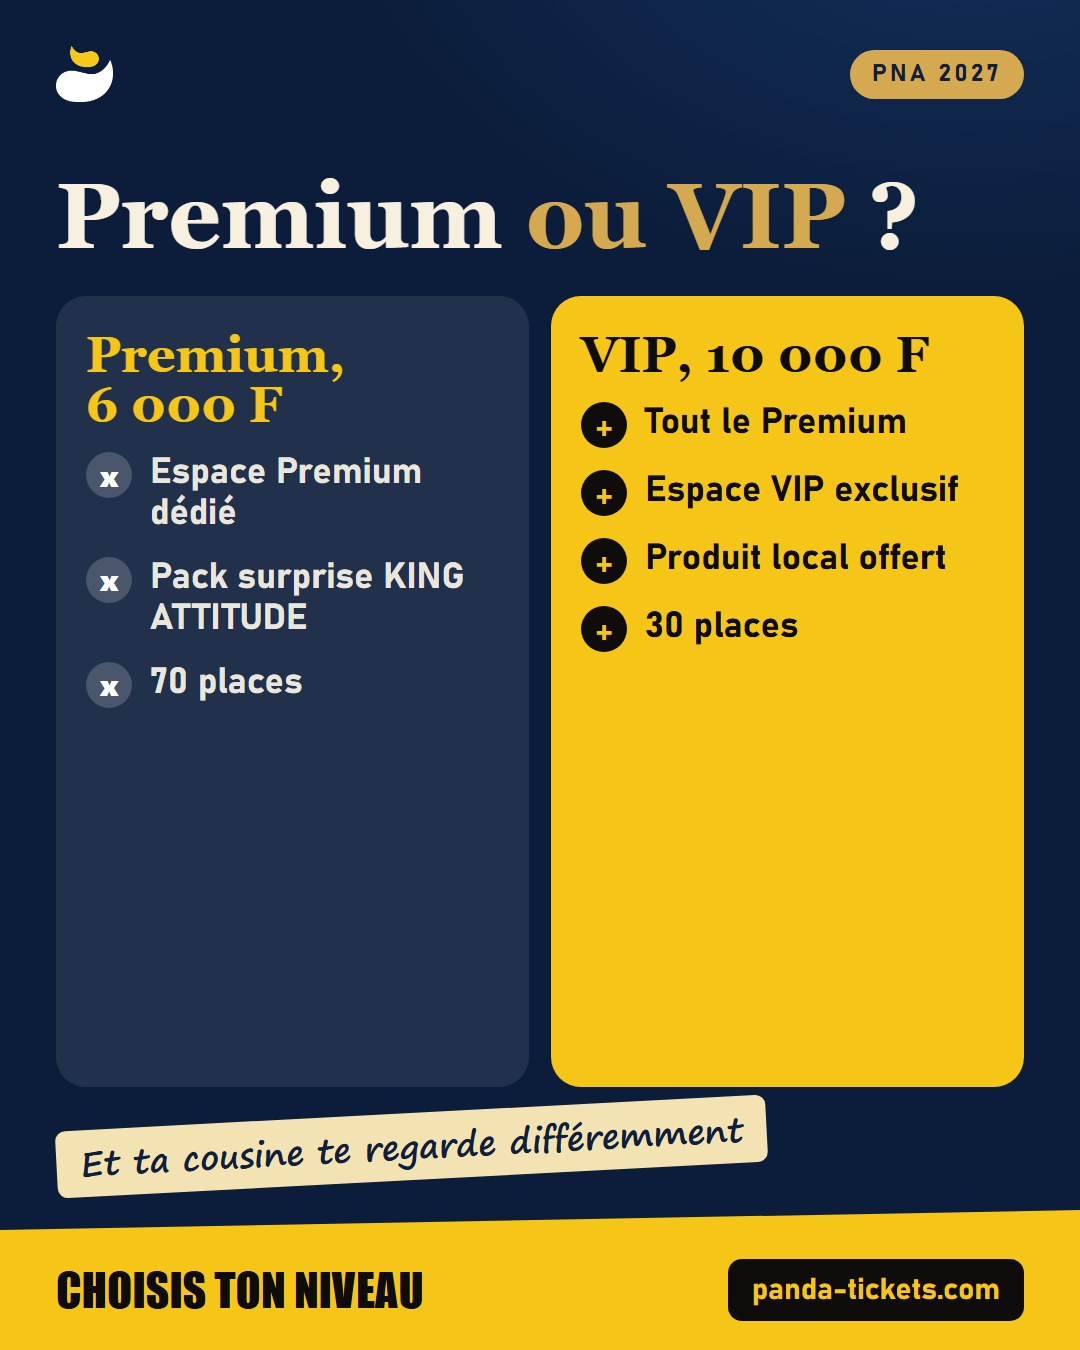 PNA 2027
Premium ou VIP ?
Premium,
6 000 F
x Espace Premium
dédié
x Pack surprise KING
ATTITUDE
x 70 places
VIP, 10 000 F
+ Tout le Premium
+ Espace VIP exclusif
+ Produit local offert
+ 30 places
Et ta cousine te regarde différemment
CHOISIS TON NIVEAU
panda-tickets.com